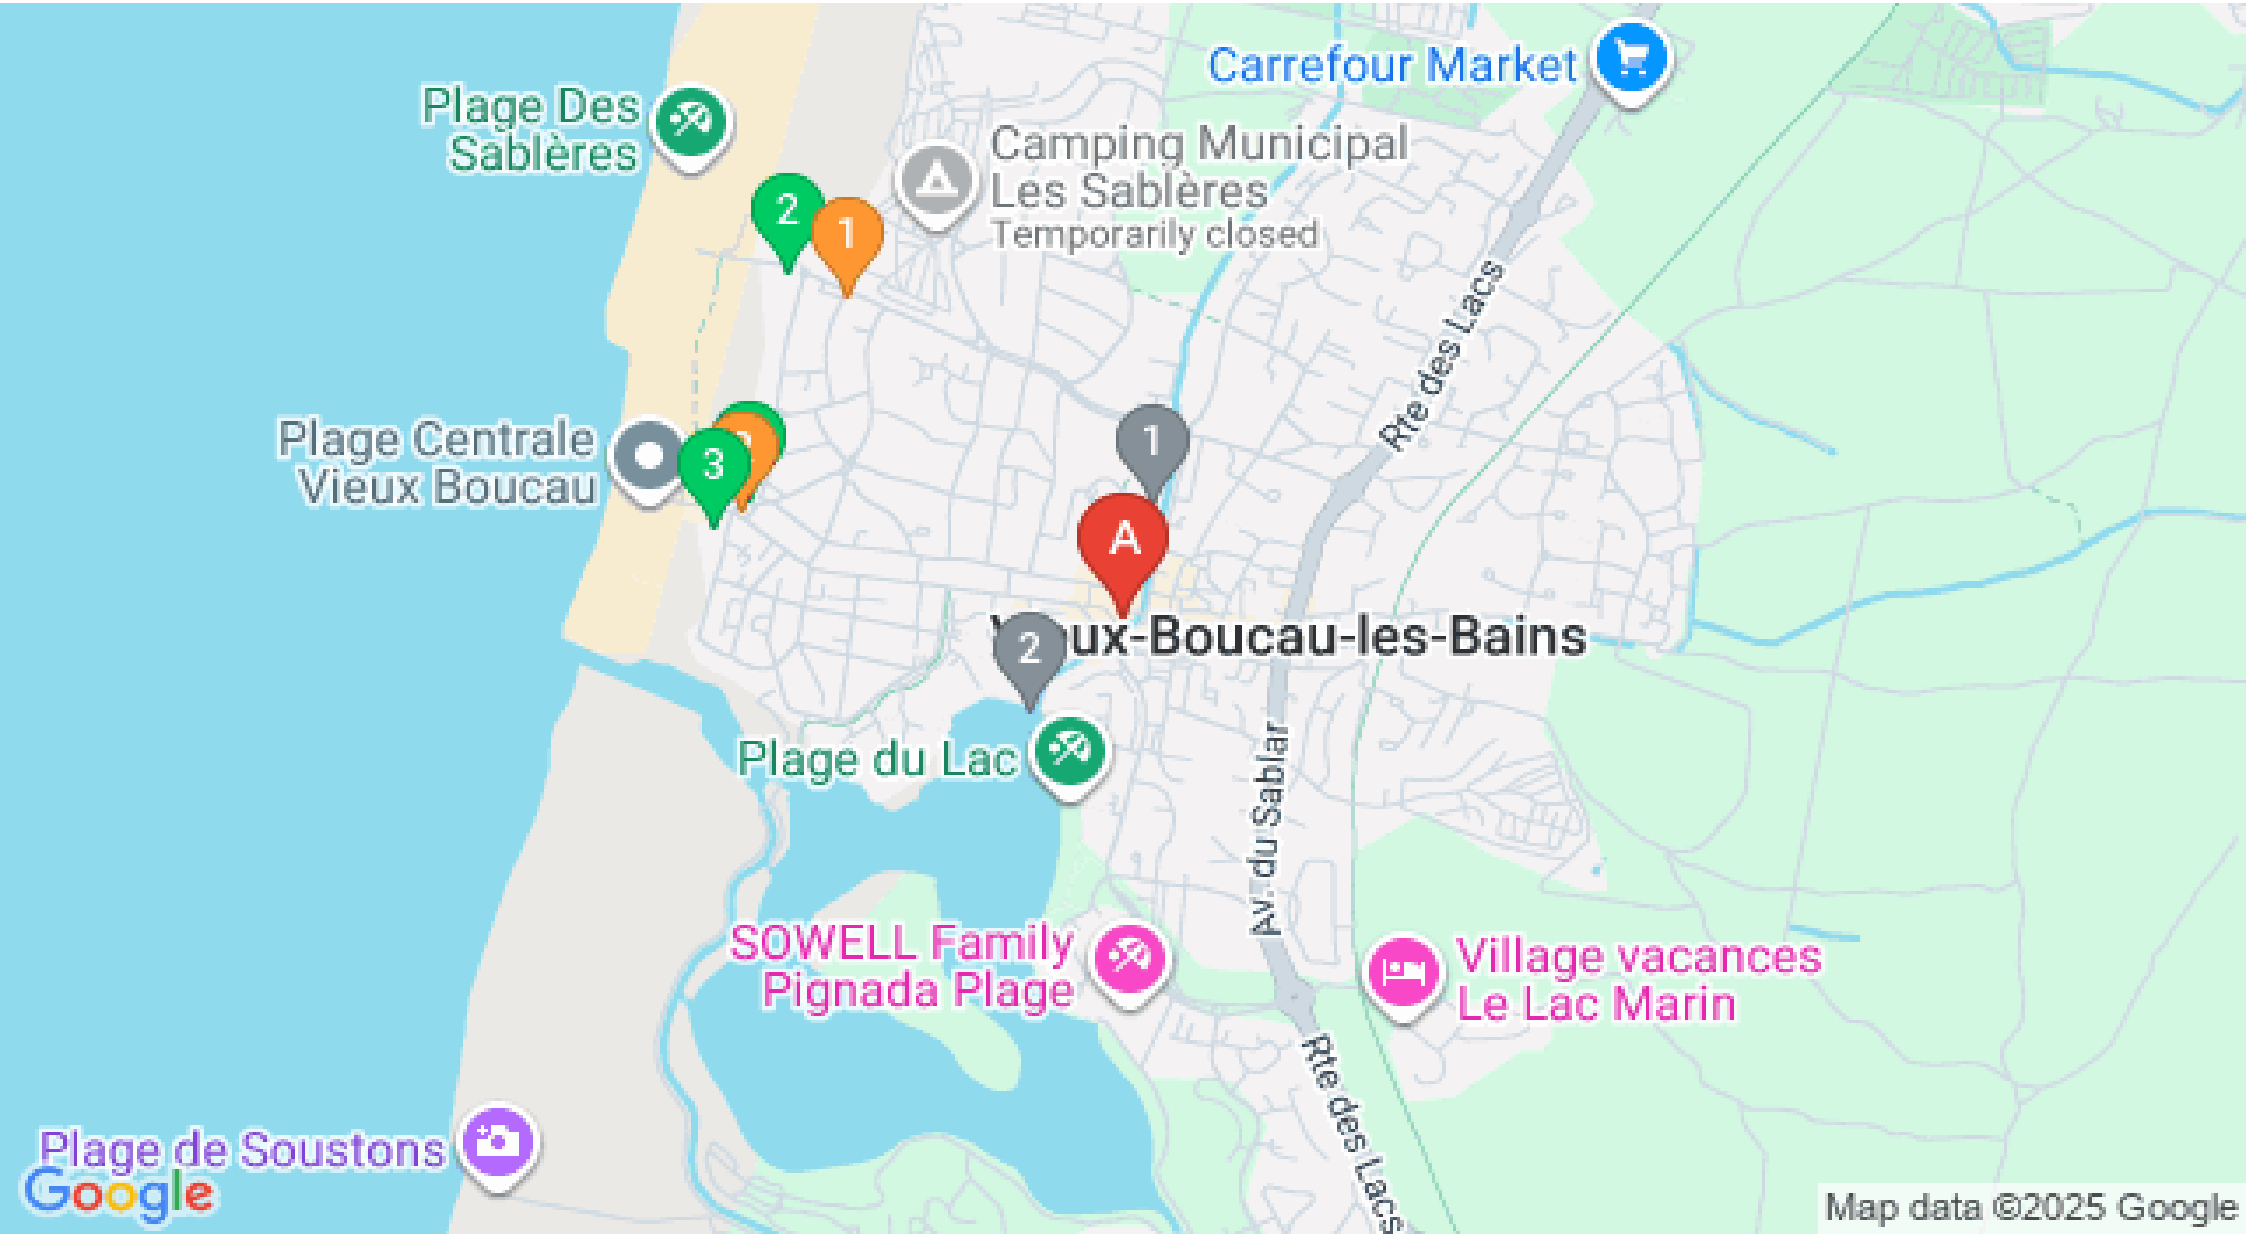 Carrefour Market
Plage Des
Sablères
Camping Municipal
Les Sablères
Temporarily closed
2
1
Rte des Lacs
Plage Centrale
Vieux Boucau
3
1
A
ux-Boucau-les-Bains
2
Plage du Lac
Av. du Sablar
SOWELL Family
Pignada Plage
Village vacances
Le Lac Marin
Rte des Lacs
Plage de Soustons
Google
Map data ©2025 Google